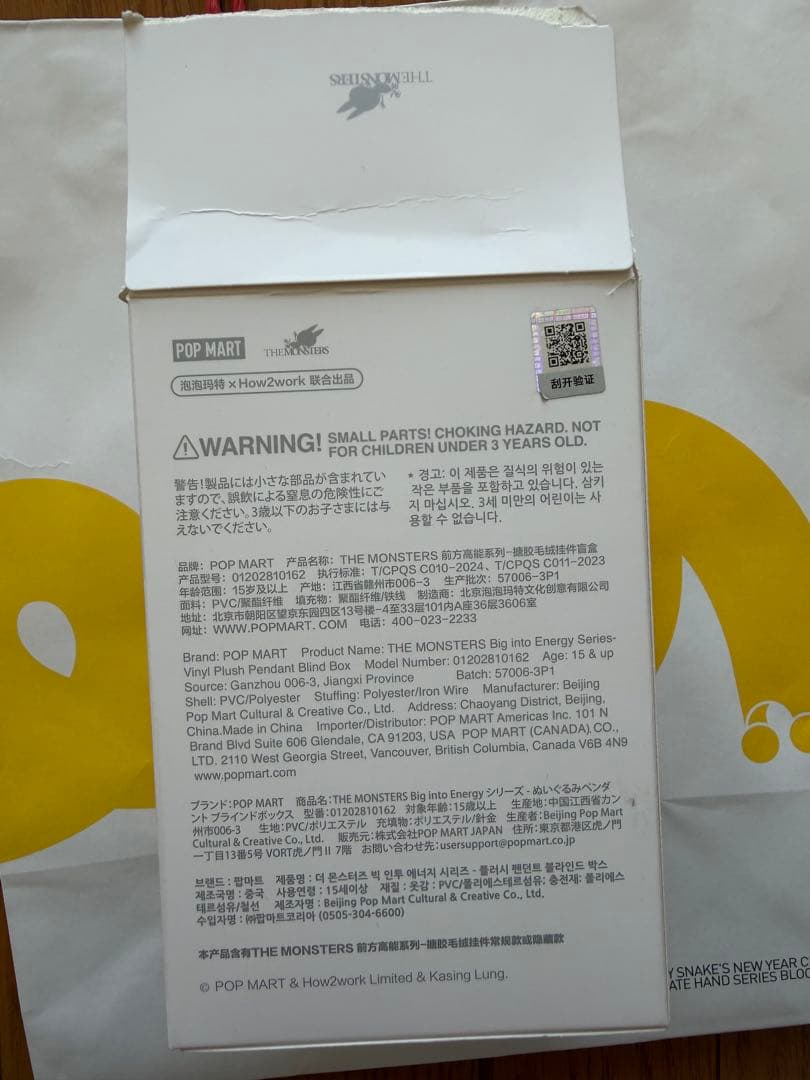 THE MONSTERS
POP MART
THE MONSTERS
泡泡玛特 × How2work 联合出品
刮开验证
WARNING! SMALL PARTS! CHOKING HAZARD. NOT
FOR CHILDREN UNDER 3 YEARS OLD.
警告!製品には小さな部品が含まれてい
ますので、誤飲による窒息の危険性にご
注意ください。3歳以下のお子さまには与
えないでください。
* 경고: 이 제품은 질식의 위험이 있는
작은 부품을 포함하고 있습니다. 삼키
지 마십시오. 3세 미만의 어린이는 사
용할 수 없습니다.
品牌：POP MART 产品名称：THE MONSTERS 前方高能系列-搪胶毛绒挂件盲盒
产品型号：01202810162 执行标准：T/CPQS C010-2024、T/CPQS C011-2023
年龄范围：15岁及以上 产地：江西省赣州市006-3 生产批次：57006-3P1
面料：PVC/聚酯纤维 填充物：聚酯纤维/铁线 制造商：北京泡泡玛特文化创意有限公司
地址：北京市朝阳区望京东园四区13号楼-4至33层101内A座36层3606室
网址：WWW.POPMART.COM 电话：400-023-2233
Brand: POP MART Product Name: THE MONSTERS Big into Energy Series-
Vinyl Plush Pendant Blind Box Model Number: 01202810162 Age: 15 & up
Source: Ganzhou 006-3, Jiangxi Province Batch: 57006-3P1
Shell: PVC/Polyester Stuffing: Polyester/Iron Wire Manufacturer: Beijing
Pop Mart Cultural & Creative Co., Ltd. Address: Chaoyang District, Beijing,
China.Made in China Importer/Distributor: POP MART Americas Inc. 101 N
Brand Blvd Suite 606 Glendale, CA 91203, USA POP MART (CANADA) CO.,
LTD. 2110 West Georgia Street, Vancouver, British Columbia, Canada V6B 4N9
www.popmart.com
ブランド：POP MART 商品名：THE MONSTERS Big into Energy シリーズ - ぬいぐるみペンダ
ント ブラインドボックス 型番：01202810162 対象年齢：15歳以上 生産地：中国江西省カン
州市006-3 生地：PVC/ポリエステル 充填物：ポリエステル/針金 生産者：Beijing Pop Mart
Cultural & Creative Co., Ltd. 販売元：株式会社POP MART JAPAN 住所：東京都港区虎ノ門
一丁目13番5号 VORT虎ノ門Ⅱ 7階 お問い合わせ先：usersupport@popmart.co.jp
브랜드 : 팝마트 제품명 : 더 몬스터즈 빅 인투 에너지 시리즈 - 플러시 펜던트 블라인드 박스
제조국명 : 중국 사용연령 : 15세이상 재질 : 옷감 : PVC/폴리에스테르섬유; 충전재: 폴리에스
테르섬유/철선 제조자명 : Beijing Pop Mart Cultural & Creative Co., Ltd.
수입자명 : ㈜팝마트코리아 (0505-304-6600)
本产品含有THE MONSTERS 前方高能系列-搪胶毛绒挂件常规款或隐藏款
© POP MART & How2work Limited & Kasing Lung.
Y SNAKE'S NEW YEAR C
ATE HAND SERIES BLOC